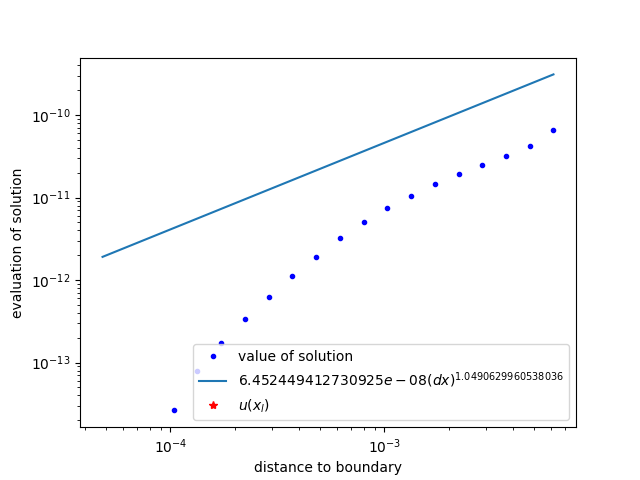 10^{-10}
10^{-11}
10^{-12}
10^{-13}
evaluation of solution
value of solution
6.452449412730925e − 08(dx)^{1.0490629960538036}
u(x_l)
10^{-4} 10^{-3}
distance to boundary